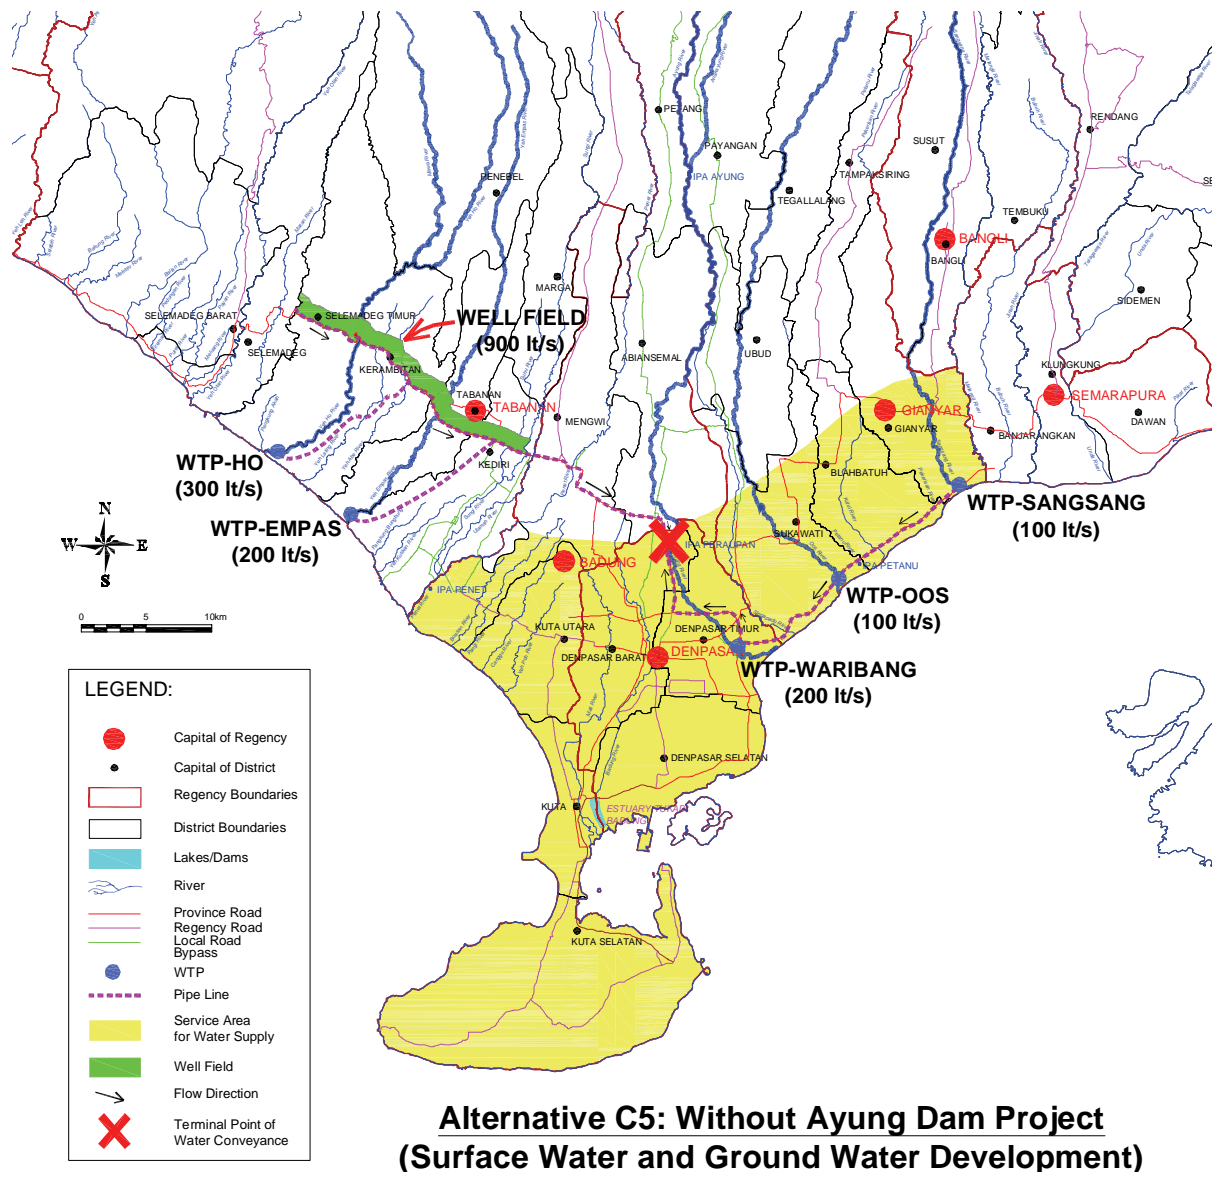 PETANG
RENDANG
SUSUT
PAYANGAN
IPA AYUNG
TAMPAKSIRING
PENEBEL
TEGALLALANG
TEMBUKU
BANGLI
BANGLI
MARGA
SIDEMEN
SELEMADEG BARAT
SELEMADEG TIMUR
WELL FIELD
(900 lt/s)
SELEMADEG
ABIANSEMAL
UBUD
KERAMBITAN
KLUNGKUNG
TABANAN
TABANAN
SEMARAPURA
GIANYAR
GIANYAR
MENGWI
DAWAN
BANJARANGKAN
KEDIRI
BLAHBATUH
WTP-HO
(300 lt/s)
WTP-SANGSANG
(100 lt/s)
WTP-EMPAS
(200 lt/s)
SUKAWATI
N
W E
S
IPA PERAUPAN
BADUNG
IPA PETANU
IPA PENET
WTP-OOS
(100 lt/s)
0 5 10km
KUTA UTARA
DENPASAR TIMUR
DENPASAR BARAT
DENPASAR
WTP-WARIBANG
(200 lt/s)
DENPASAR SELATAN
KUTA
ESTUARY TUKAD
BADUNG
KUTA SELATAN
LEGEND:
Capital of Regency
Capital of District
Regency Boundaries
District Boundaries
Lakes/Dams
River
Province Road
Regency Road
Local Road
Bypass
WTP
Pipe Line
Service Area
for Water Supply
Well Field
Flow Direction
Terminal Point of
Water Conveyance
Alternative C5: Without Ayung Dam Project
(Surface Water and Ground Water Development)